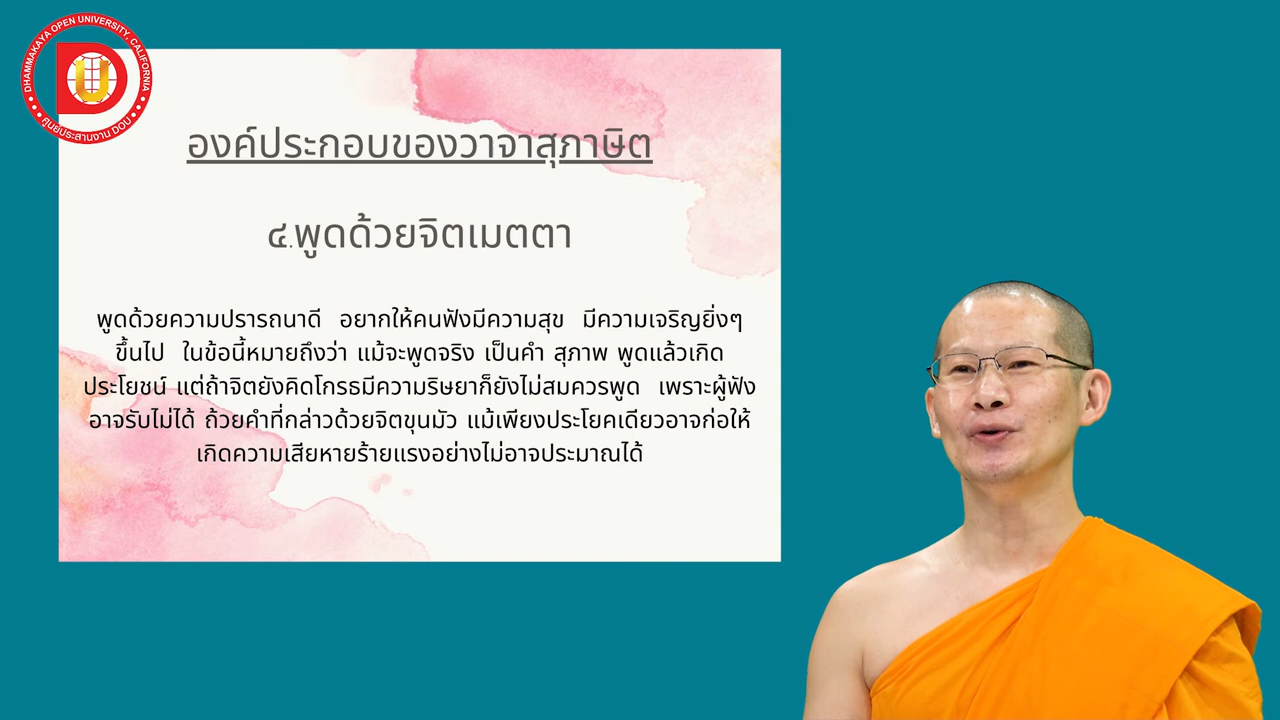 DHAMMAKAYA OPEN UNIVERSITY, CALIFORNIA
DU
ศูนย์ประสานงาน DOU
องค์ประกอบของวาจาสุภาษิต
๔.พูดด้วยจิตเมตตา
พูดด้วยความปรารถนาดี อยากให้คนฟังมีความสุข มีความเจริญยิ่งๆ
ขึ้นไป ในข้อนี้หมายถึงว่า แม้จะพูดจริง เป็นคำ สุภาพ พูดแล้วเกิด
ประโยชน์ แต่ถ้าจิตยังคิดโกรธมีความริษยาก็ยังไม่สมควรพูด เพราะผู้ฟัง
อาจรับไม่ได้ ถ้วยคำที่กล่าวด้วยจิตขุนมัว แม้เพียงประโยคเดียวอาจก่อให้
เกิดความเสียหายร้ายแรงอย่างไม่อาจประมาณได้